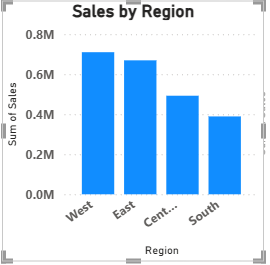 Sales by Region
0.8M
0.6M
0.4M
0.2M
0.0M
Sum of Sales
West
East
Cent...
South
Region